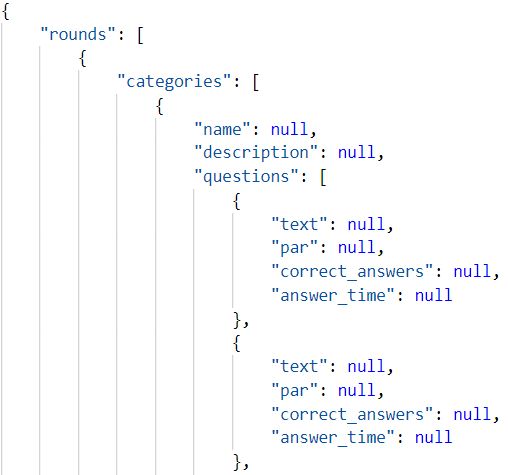 {
"rounds": [
{
"categories": [
{
"name": null,
"description": null,
"questions": [
{
"text": null,
"par": null,
"correct_answers": null,
"answer_time": null
},
{
"text": null,
"par": null,
"correct_answers": null,
"answer_time": null
},